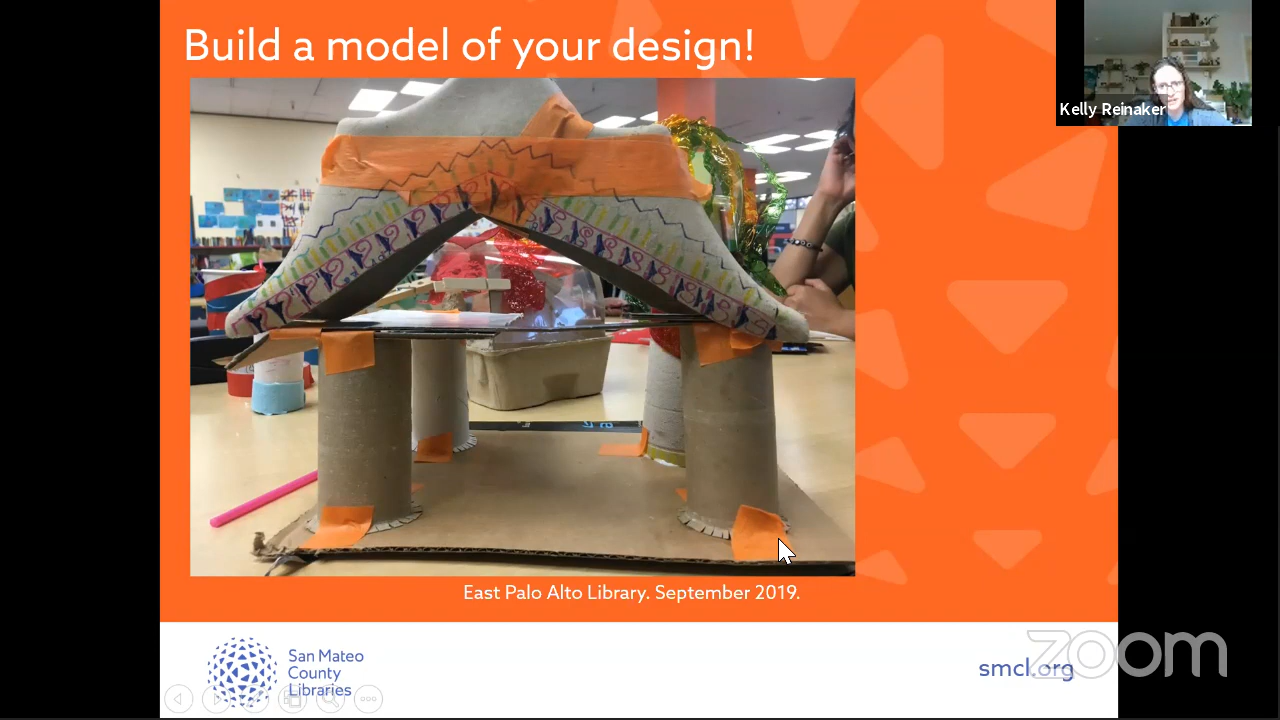 Build a model of your design!
Kelly Reinaker
East Palo Alto Library. September 2019.
San Mateo
County
Libraries
smcl.org
zoom